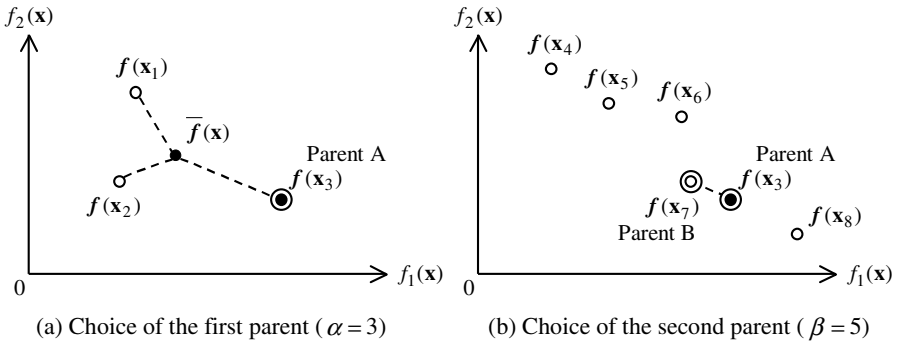 f₂(x)
f(x₁)
f̅(x)
Parent A
f(x₃)
f(x₂)
0
f₁(x)
(a) Choice of the first parent (α = 3)
f₂(x)
f(x₄)
f(x₅)
f(x₆)
Parent A
f(x₃)
f(x₇)
Parent B
f(x₈)
0
f₁(x)
(b) Choice of the second parent (β = 5)